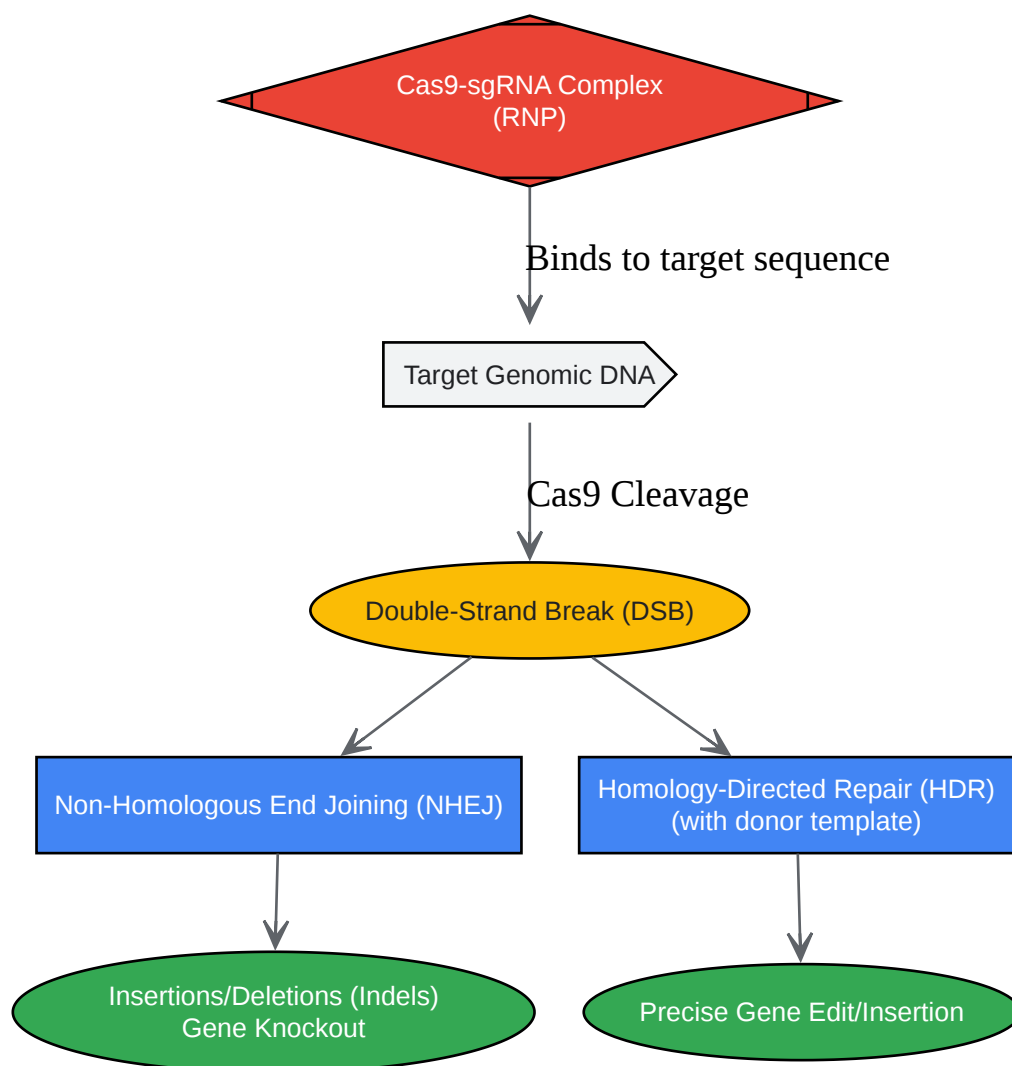 Cas9-sgRNA Complex
(RNP)
Binds to target sequence
Target Genomic DNA
Cas9 Cleavage
Double-Strand Break (DSB)
Non-Homologous End Joining (NHEJ)
Homology-Directed Repair (HDR)
(with donor template)
Insertions/Deletions (Indels)
Gene Knockout
Precise Gene Edit/Insertion